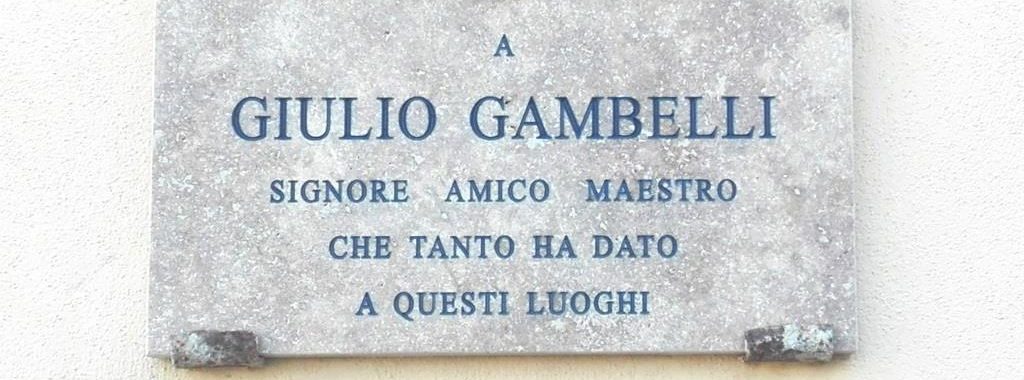 A
GIULIO GAMBELLI
SIGNORE AMICO MAESTRO
CHE TANTO HA DATO
A QUESTI LUOGHI